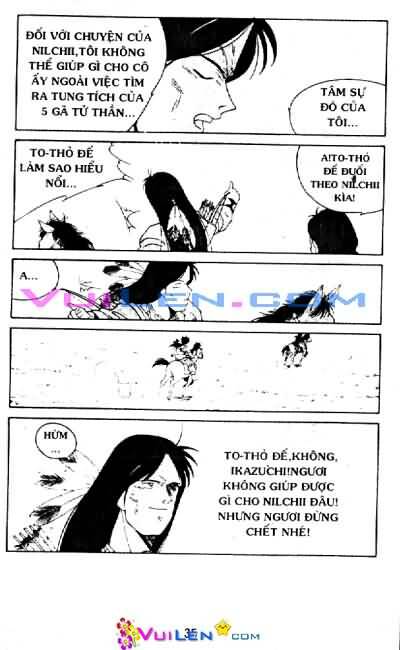 ĐỐI VỚI CHUYỆN CỦA
NILCHII,TÔI KHÔNG
THỂ GIÚP GÌ CHO CÔ
ẤY NGOÀI VIỆC TÌM
RA TUNG TÍCH CỦA
5 GÃ TỬ THẦN...
TÂM SỰ
ĐÓ CỦA
TÔI...
TO-THỎ ĐẾ
LÀM SAO HIỂU
NỔI...
A!TO-THỎ
ĐẾ ĐUỔI
THEO NILCHII
KÌA!
A...
VUILEN.COM
HỪM
...
TO-THỎ ĐẾ,KHÔNG,
IKAZUCHI!NGƯƠI
KHÔNG GIÚP ĐƯỢC
GÌ CHO NILCHII ĐÂU!
NHƯNG NGƯƠI ĐỪNG
CHẾT NHÉ!
35
VUILEN.COM